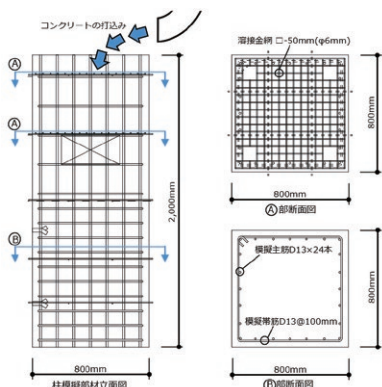 コンクリートの打込み
溶接金網 □-50mm(φ6mm)
Ⓐ
Ⓐ
800mm
2,000mm
800mm
Ⓐ部断面図
Ⓑ
模擬主筋D13×24本
800mm
模擬帯筋D13@100mm
800mm
800mm
柱模擬部材立面図
Ⓑ部断面図